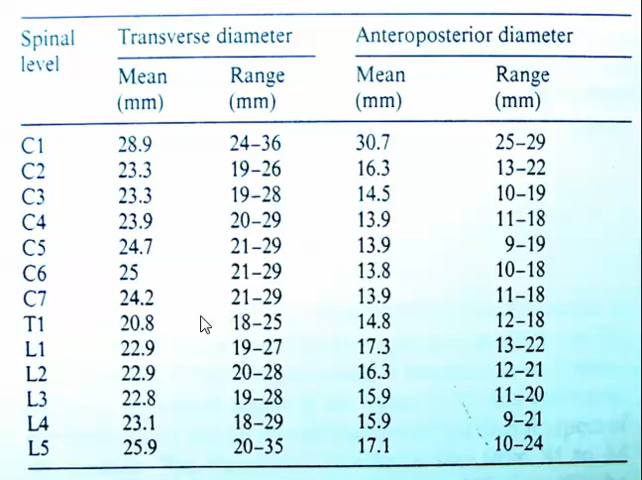 Spinal level Transverse diameter Anteroposterior diameter
Mean (mm) Range (mm) Mean (mm) Range (mm)
C1 28.9 24–36 30.7 25–29
C2 23.3 19–26 16.3 13–22
C3 23.3 19–28 14.5 10–19
C4 23.9 20–29 13.9 11–18
C5 24.7 21–29 13.9 9–19
C6 25 21–29 13.8 10–18
C7 24.2 21–29 13.9 11–18
T1 20.8 18–25 14.8 12–18
L1 22.9 19–27 17.3 13–22
L2 22.9 20–28 16.3 12–21
L3 22.8 19–28 15.9 11–20
L4 23.1 18–29 15.9 9–21
L5 25.9 20–35 17.1 10–24